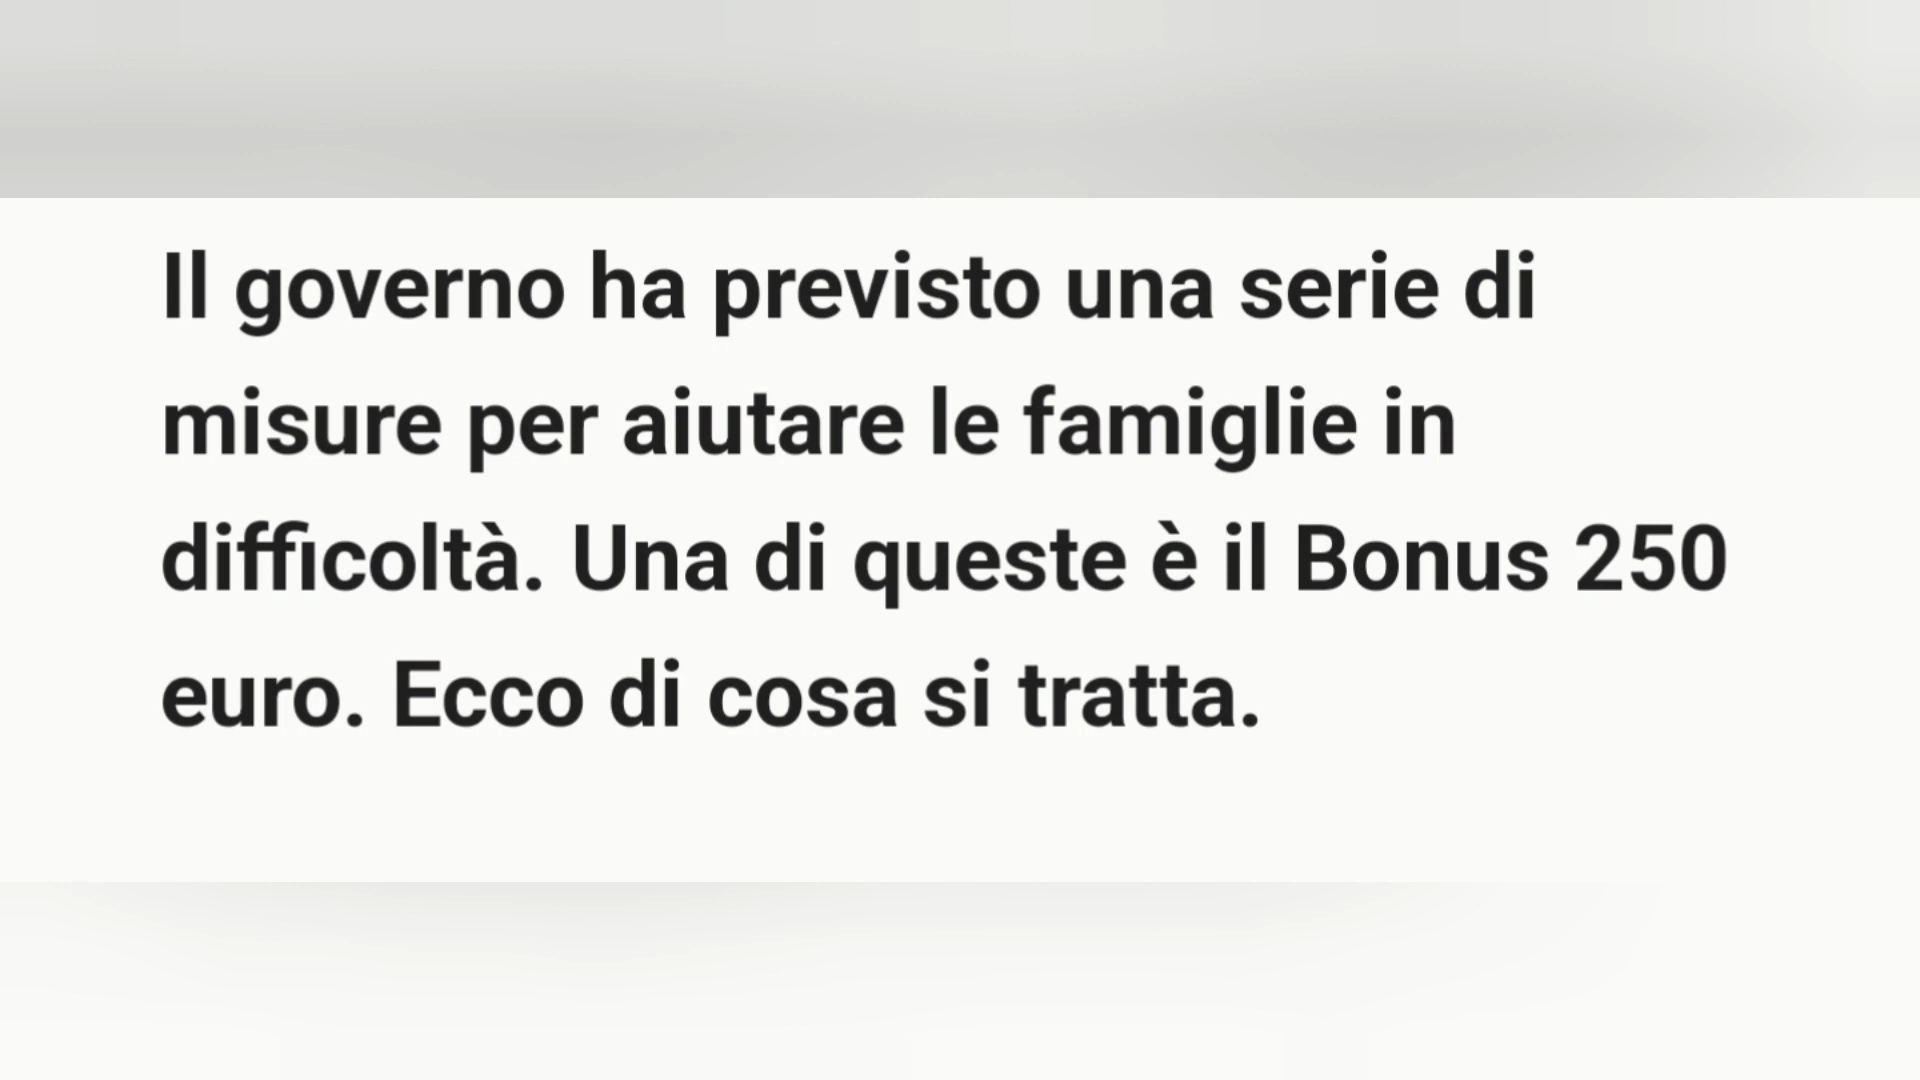 Il governo ha previsto una serie di
misure per aiutare le famiglie in
difficoltà. Una di queste è il Bonus 250
euro. Ecco di cosa si tratta.